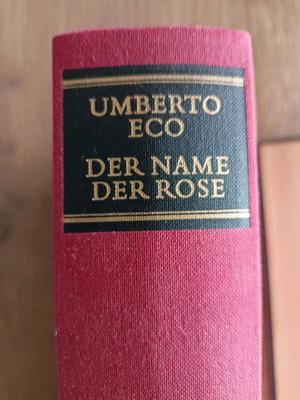 UMBERTO
ECO
DER NAME
DER ROSE